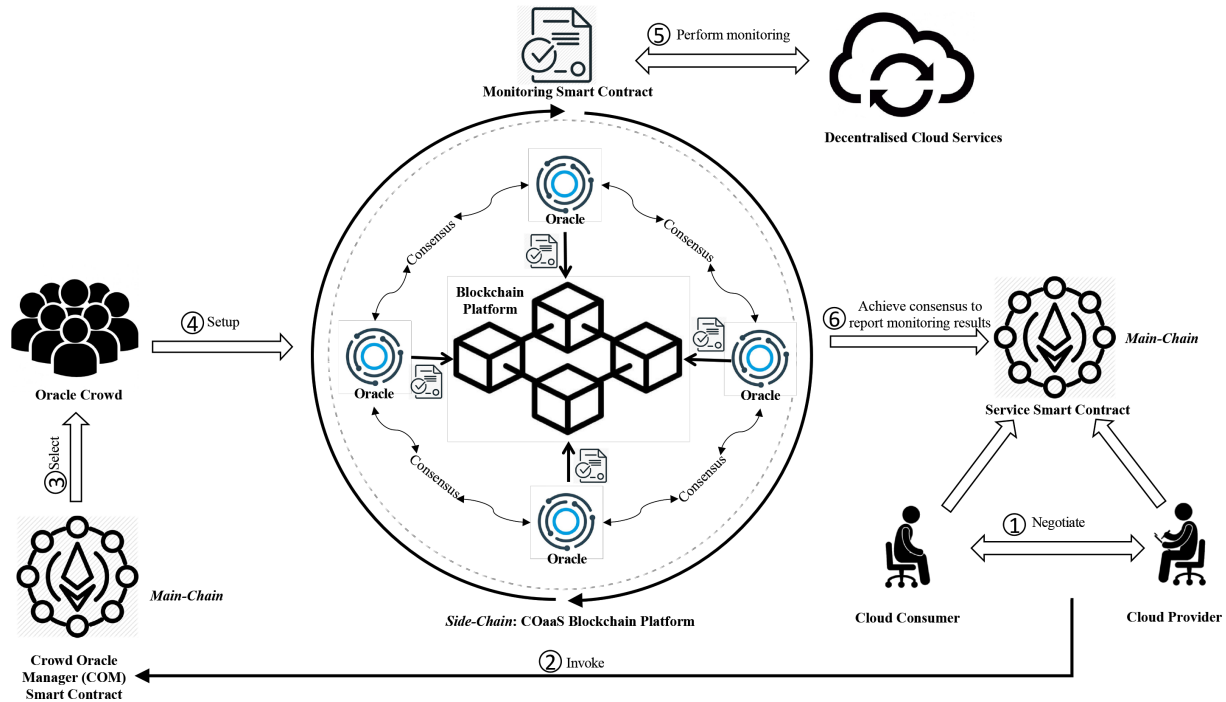 ⑤ Perform monitoring
Monitoring Smart Contract
Decentralised Cloud Services
Oracle
Consensus
Consensus
Blockchain
Platform
④ Setup
⑥ Achieve consensus to
report monitoring results
Main-Chain
Oracle Crowd
Oracle
Oracle
Service Smart Contract
③ Select
Consensus
Consensus
① Negotiate
Oracle
Main-Chain
Side-Chain: COaaS Blockchain Platform
Cloud Consumer
Cloud Provider
Crowd Oracle
Manager (COM)
Smart Contract
② Invoke